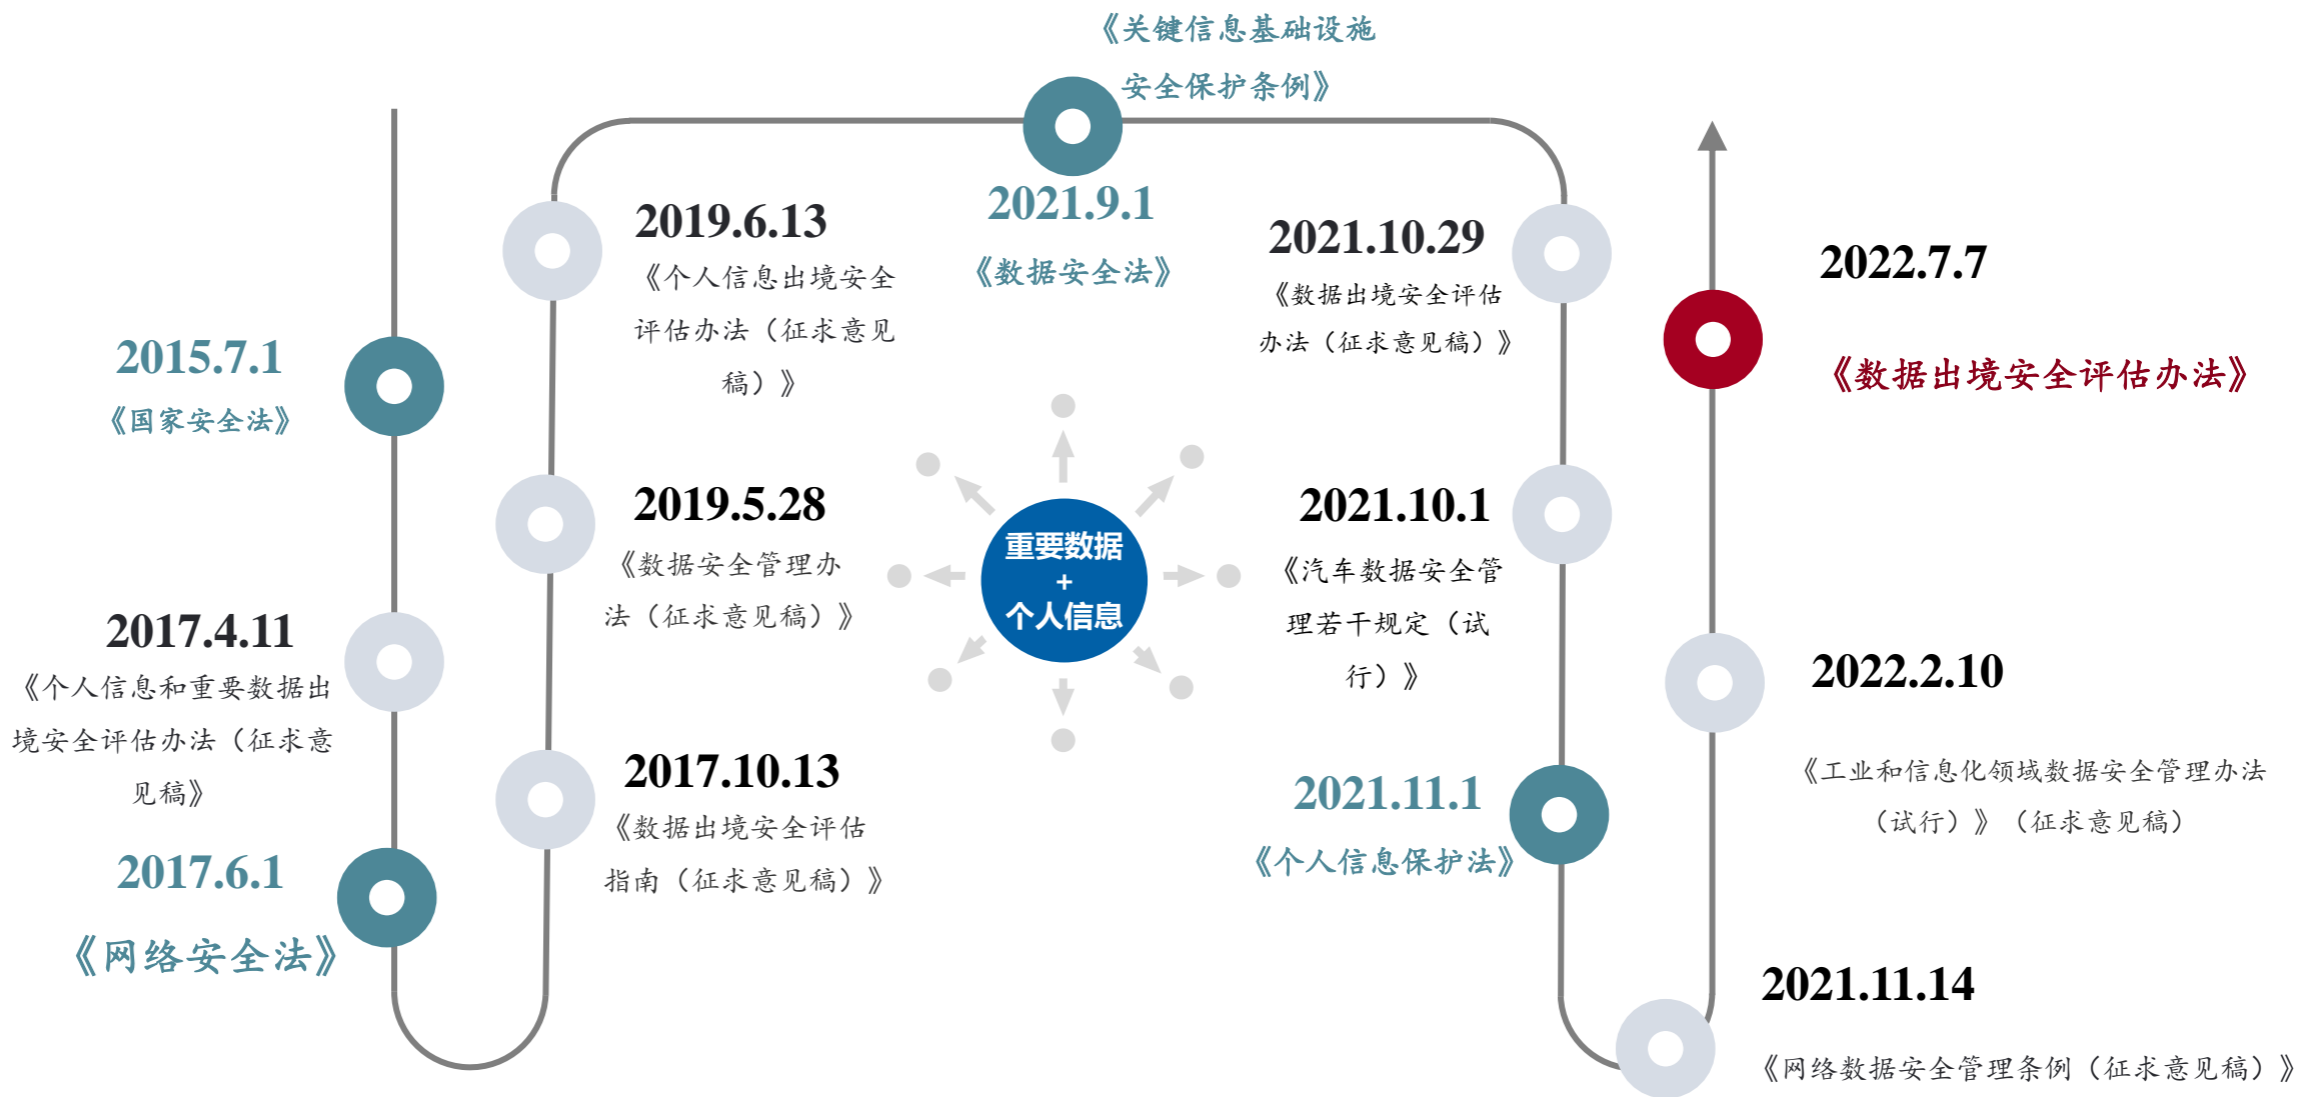 2015.7.1
《国家安全法》
2017.4.11
《个人信息和重要数据出
境安全评估办法（征求意
见稿》
2017.6.1
《网络安全法》
2017.10.13
《数据出境安全评估
指南（征求意见稿）》
2019.5.28
《数据安全管理办
法（征求意见稿）》
2019.6.13
《个人信息出境安全
评估办法（征求意见
稿）》
《关键信息基础设施
安全保护条例》
2021.9.1
《数据安全法》
重要数据
+
个人信息
2021.10.29
《数据出境安全评估
办法（征求意见稿）》
2021.10.1
《汽车数据安全管
理若干规定（试
行）》
2021.11.1
《个人信息保护法》
2021.11.14
《网络数据安全管理条例（征求意见稿）》
2022.2.10
《工业和信息化领域数据安全管理办法
（试行）》（征求意见稿）
2022.7.7
《数据出境安全评估办法》